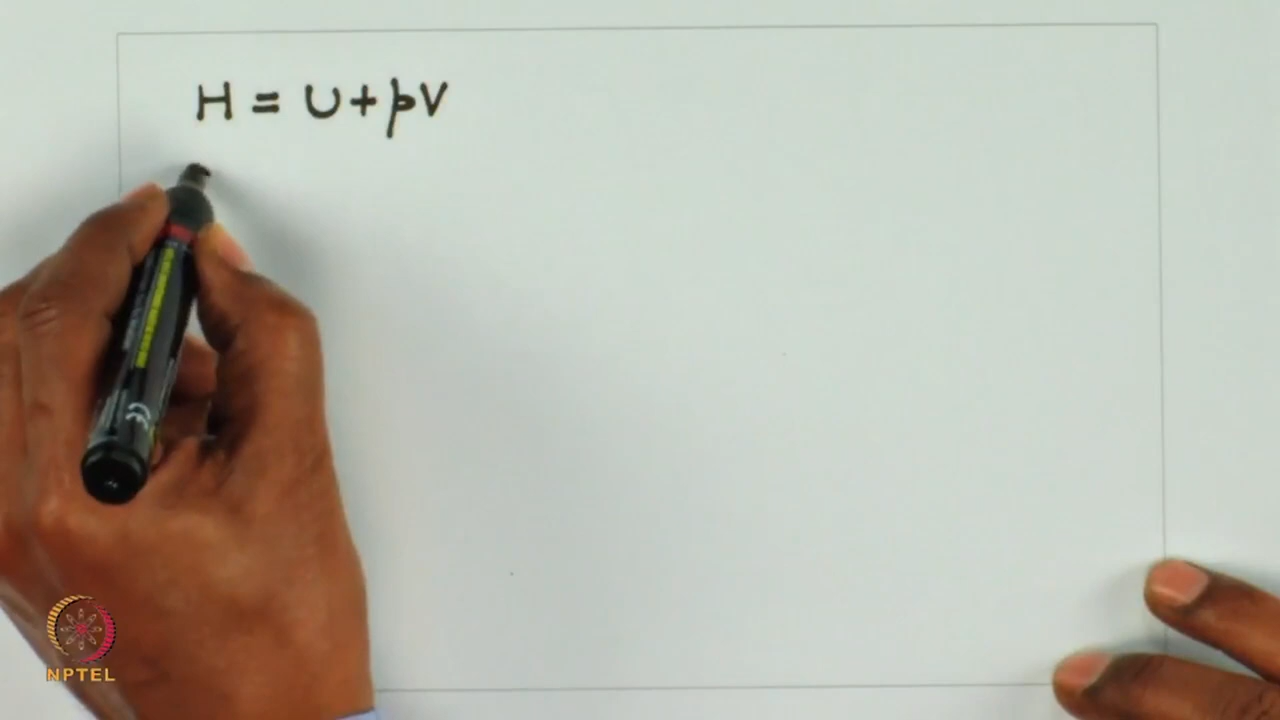 H = U + pV
NPTEL